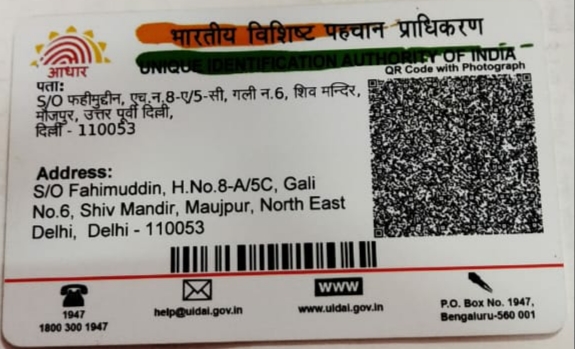 भारतीय विशिष्ट पहचान प्राधिकरण
UNIQUE IDENTIFICATION AUTHORITY OF INDIA
QR Code with Photograph
आधार
पता:
S/O फहीमुद्दीन, एच.न.8-ए/5-सी, गली न.6, शिव मन्दिर,
मौजपुर, उत्तर पूर्वी दिल्ली,
दिल्ली - 110053
Address:
S/O Fahimuddin, H.No.8-A/5C, Gali
No.6, Shiv Mandir, Maujpur, North East
Delhi, Delhi - 110053
1947
1800 300 1947
help@uidai.gov.in
www
www.uidai.gov.in
P.O. Box No. 1947,
Bengaluru-560 001